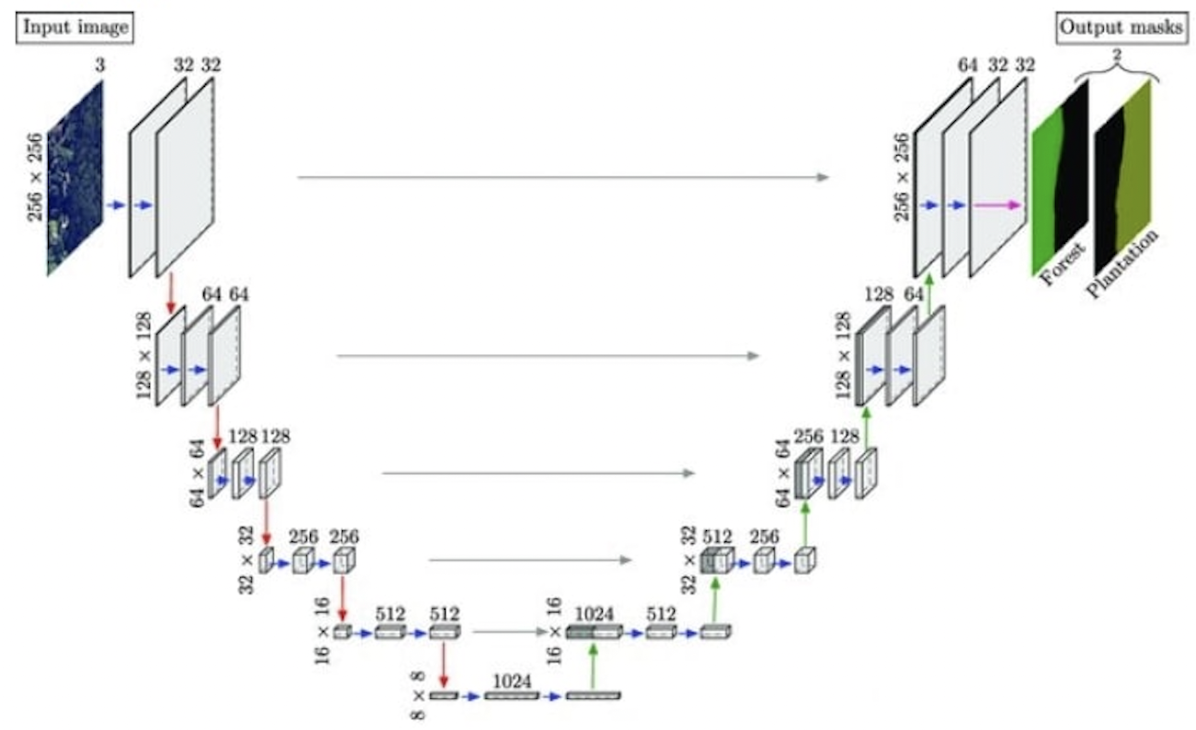 Input image
Output masks
3
32 32
64 32 32
2
256 × 256
256 × 256
Forest
Plantation
64 64
128 64
128 × 128
128 × 128
128 128
256 128
64 × 64
64 × 64
256 256
512 256
32 × 32
32 × 32
512 512
1024 512
16 × 16
16 × 16
1024
8 × 8